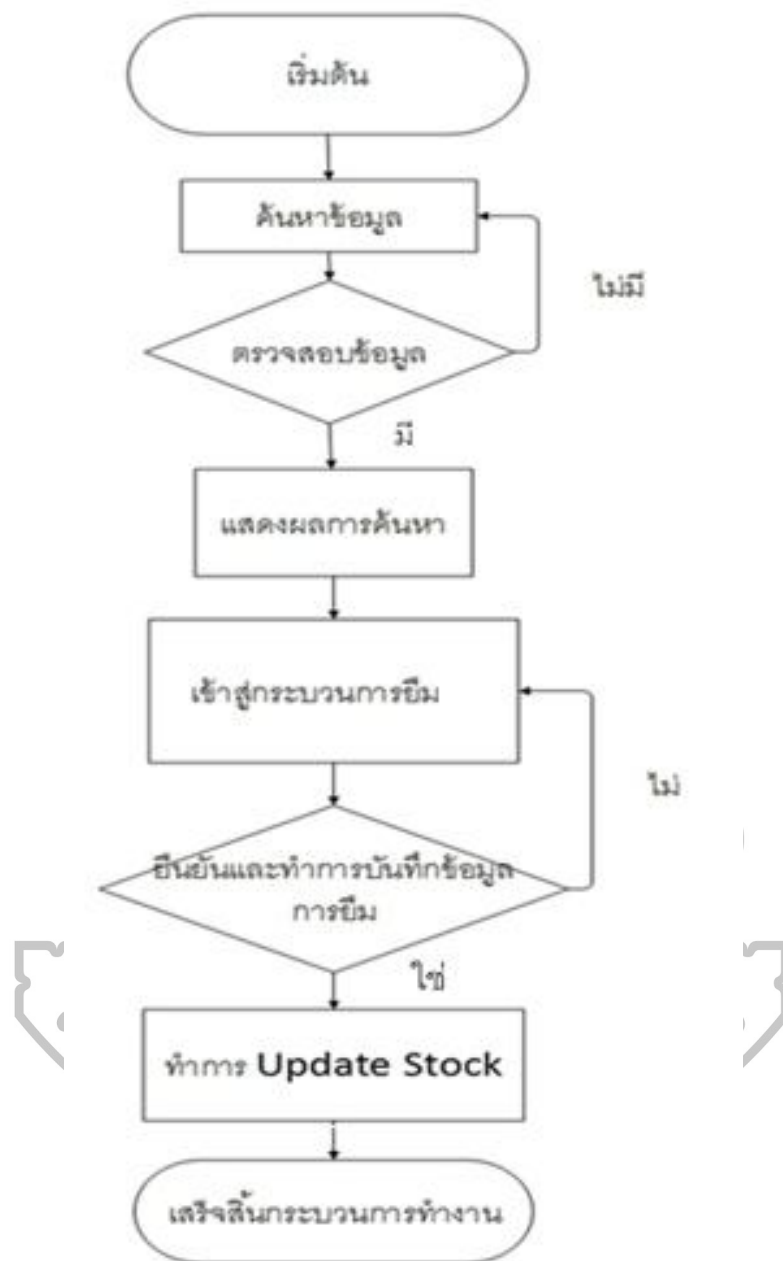 เริ่มต้น
ค้นหาข้อมูล
ไม่มี
ตรวจสอบข้อมูล
มี
แสดงผลการค้นหา
เข้าสู่กระบวนการยืม
ไม่
ยืนยันและทำการบันทึกข้อมูล
การยืม
ใช่
ทำการ Update Stock
เสร็จสิ้นกระบวนการทำงาน